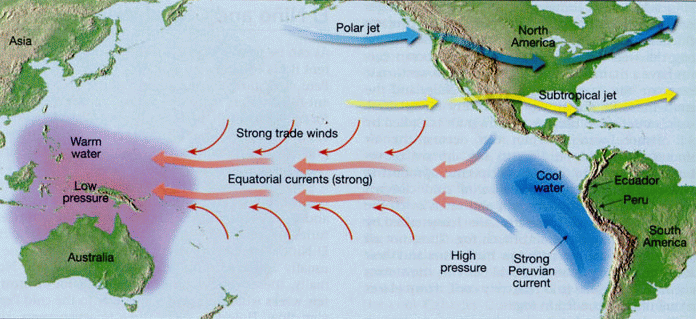 Asia
Polar jet
North
America
Subtropical jet
Strong trade winds
Warm
water
Equatorial currents (strong)
Low
pressure
Cool
water
Ecuador
Peru
South
America
Australia
High
pressure
Strong
Peruvian
current